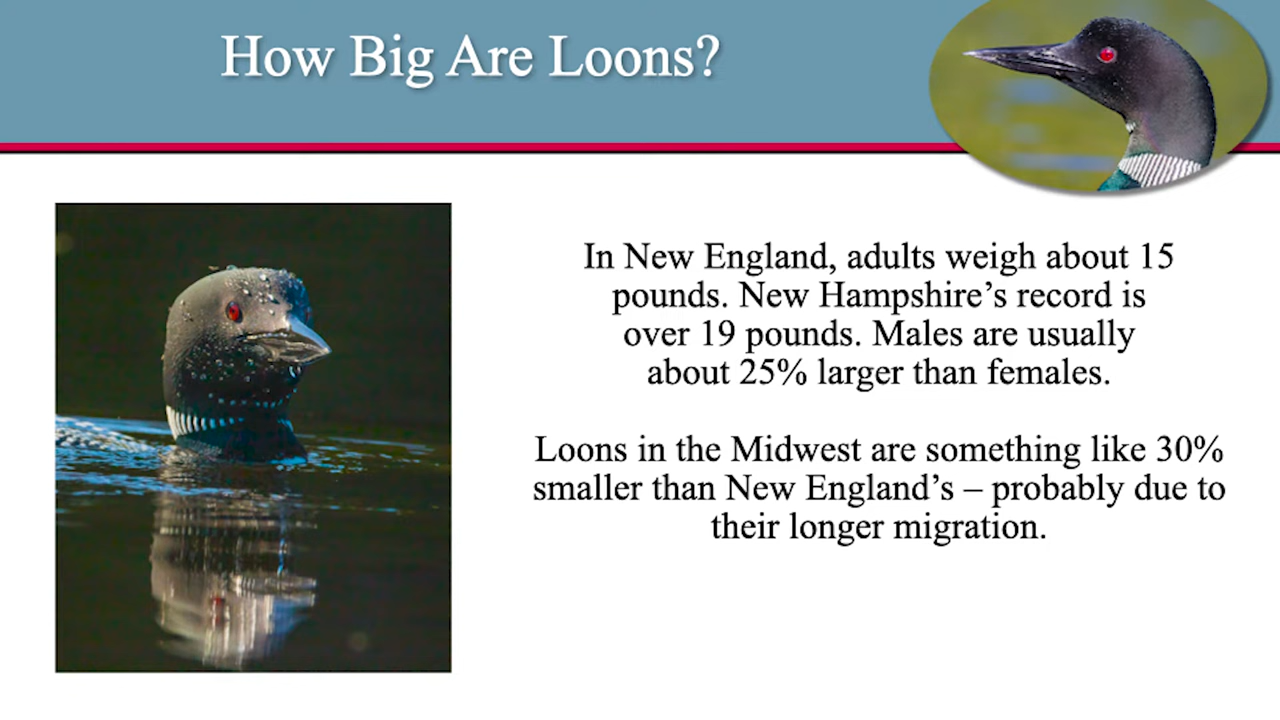 How Big Are Loons?
In New England, adults weigh about 15
pounds. New Hampshire’s record is
over 19 pounds. Males are usually
about 25% larger than females.
Loons in the Midwest are something like 30%
smaller than New England’s – probably due to
their longer migration.